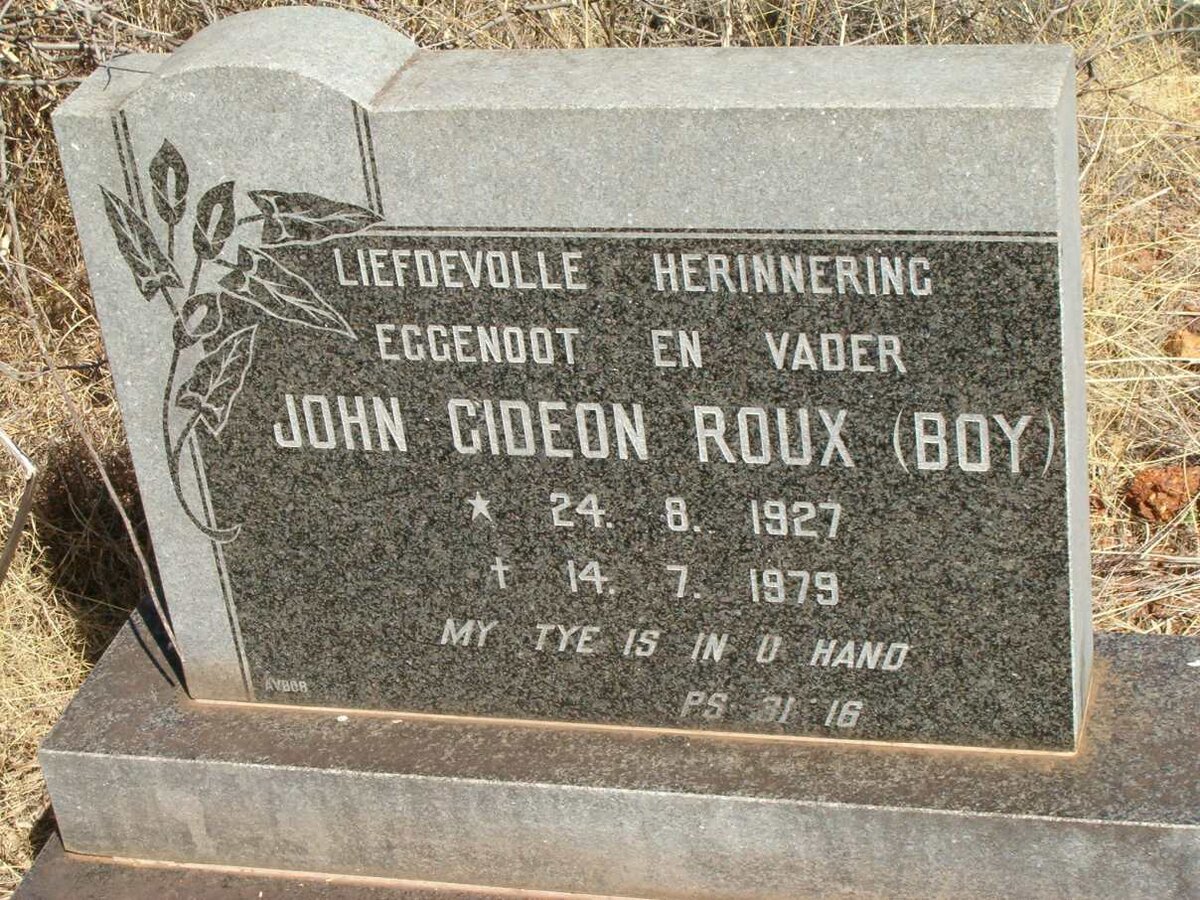 LIEFDEVOLLE HERINNERING
EGGENOOT EN VADER
JOHN GIDEON ROUX (BOY)
★ 24. 8. 1927
† 14. 7. 1979
MY TYE IS IN U HAND
PS 31 16
AVBOB